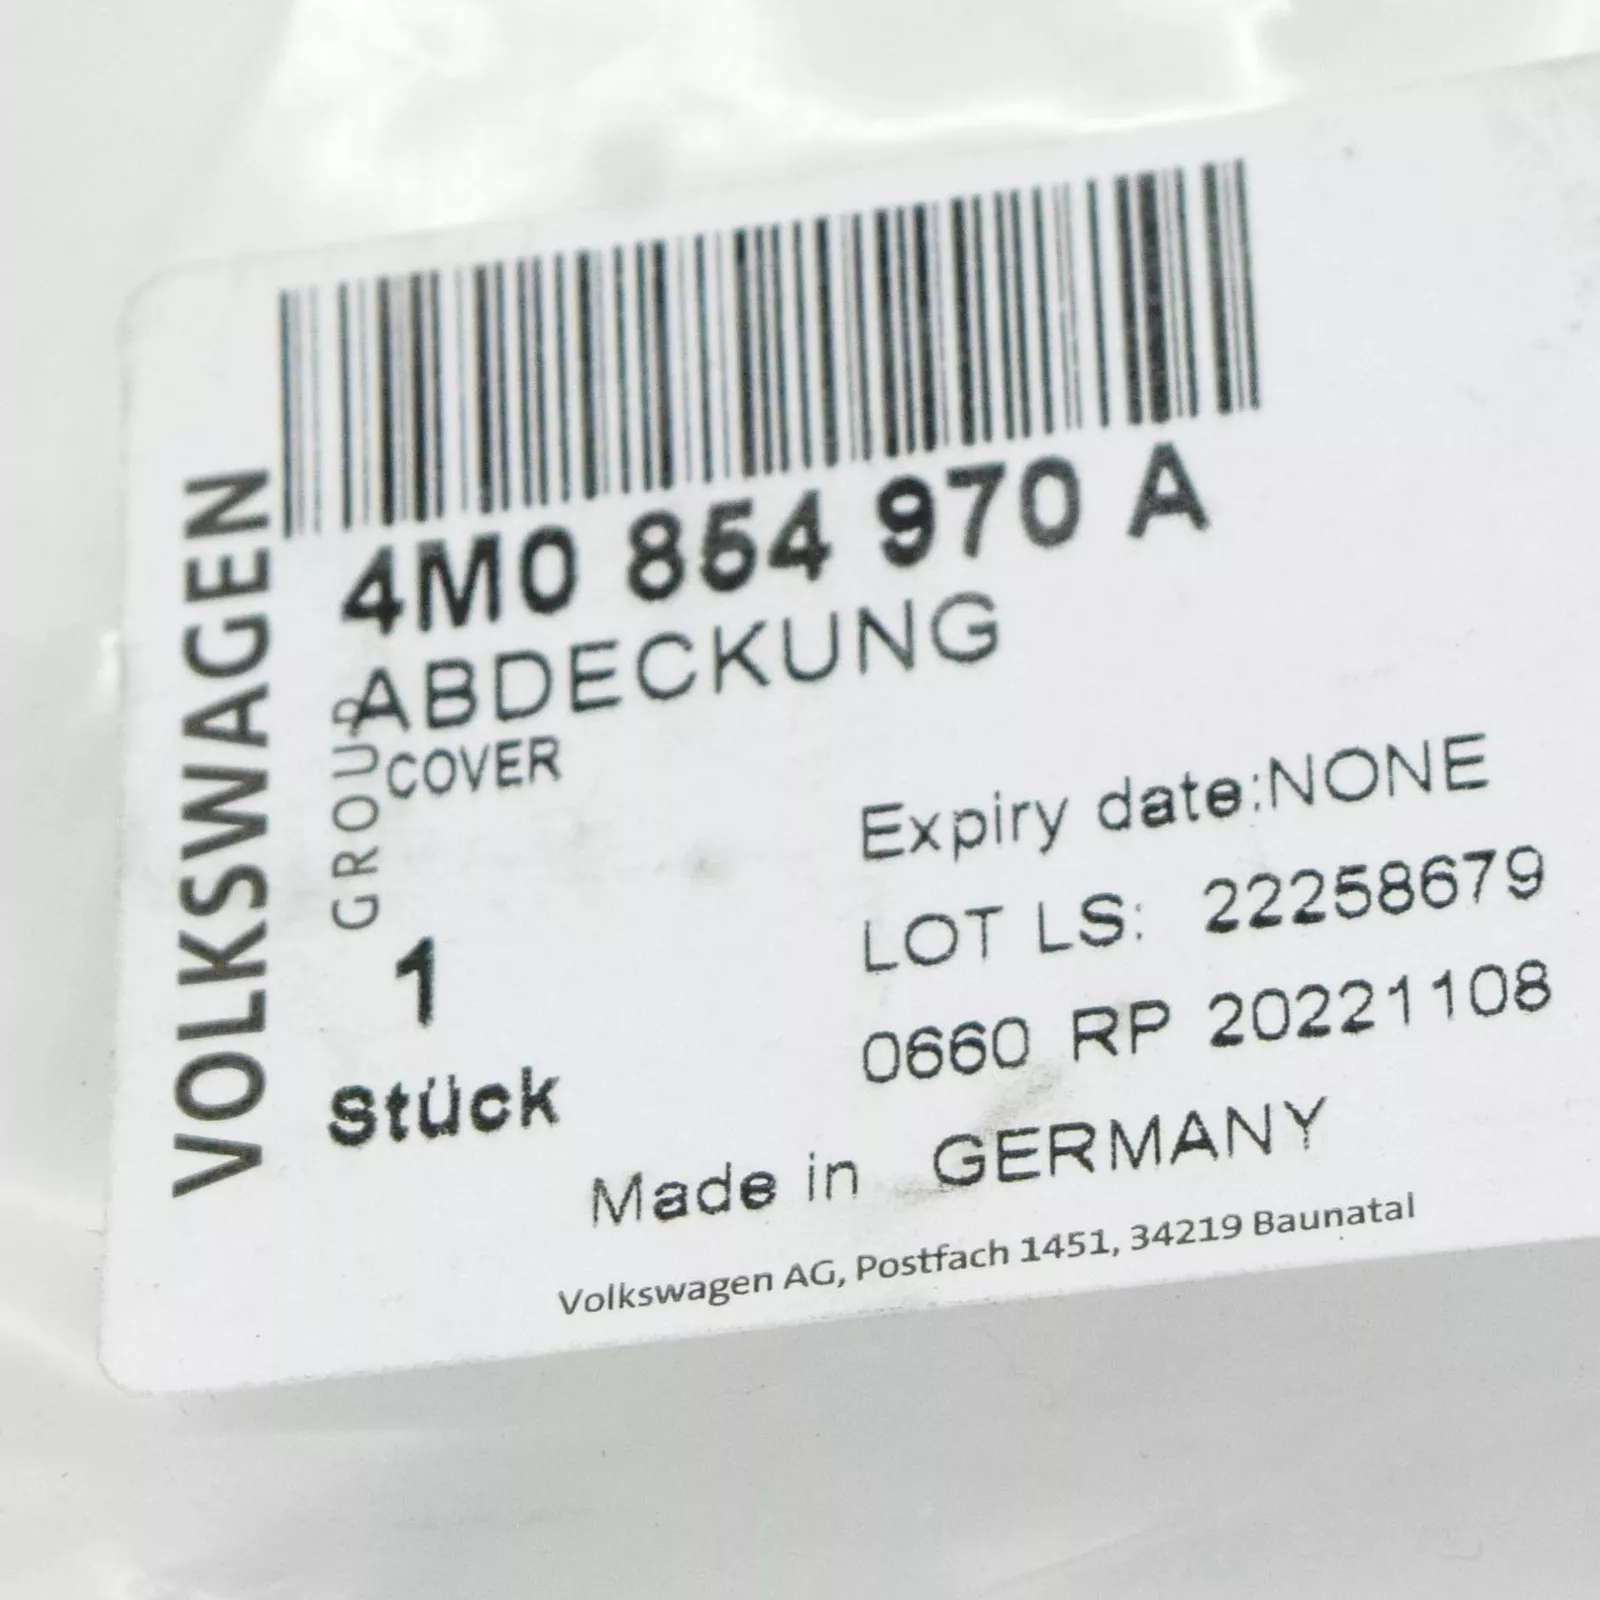 VOLKSWAGEN
GROUP
4M0 854 970 A
ABDECKUNG
COVER
1
Stück
Expiry date:NONE
LOT LS: 22258679
0660 RP 20221108
Made in GERMANY
Volkswagen AG, Postfach 1451, 34219 Baunatal